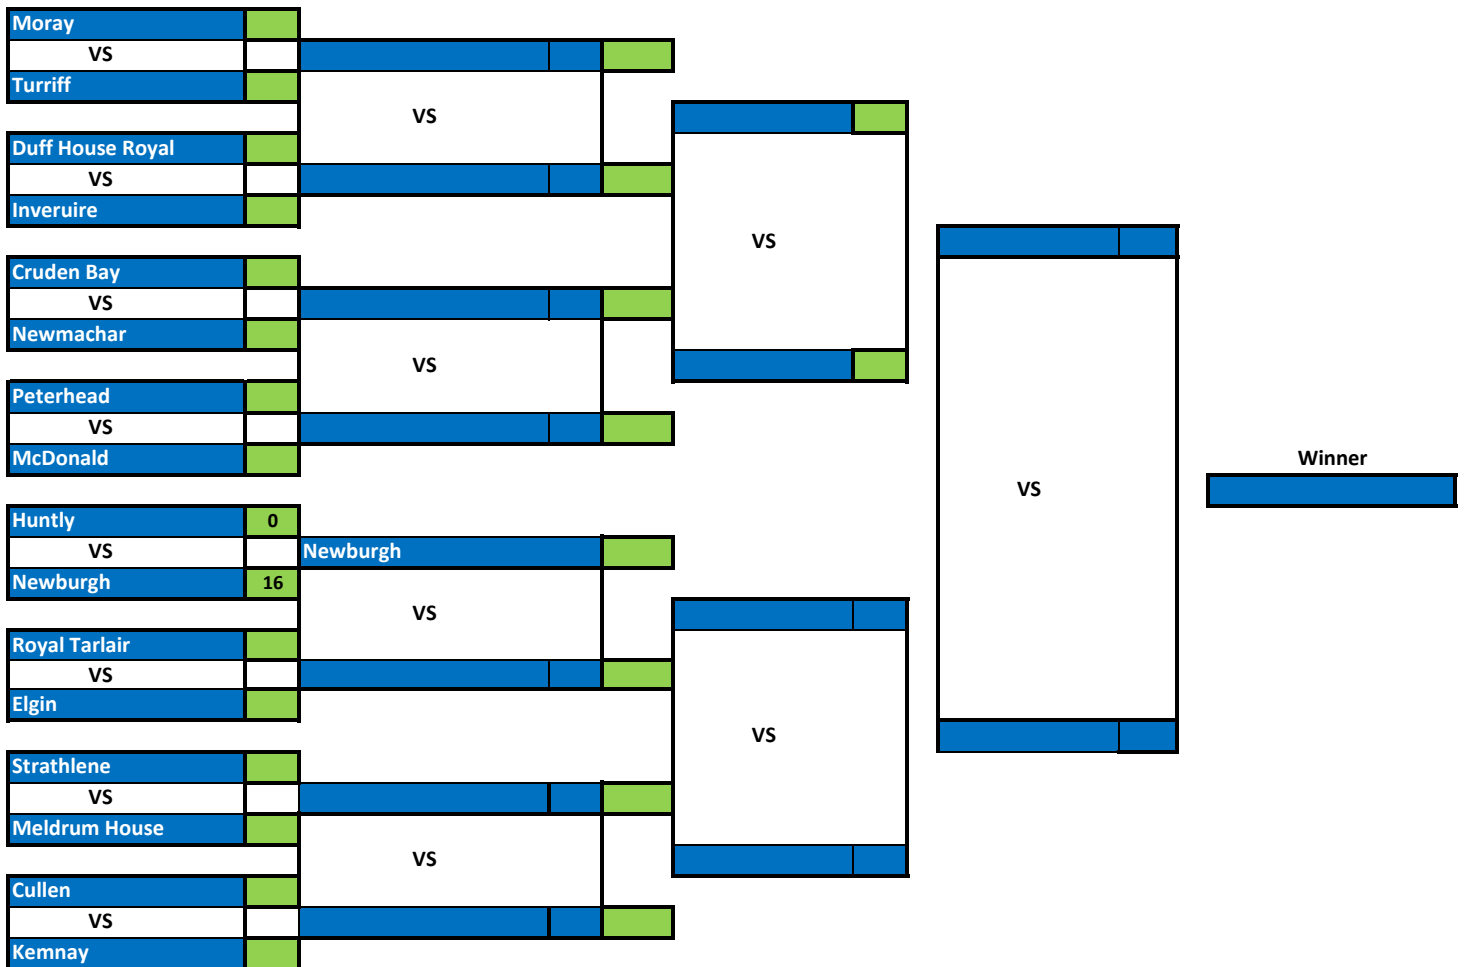 Moray
VS
Turriff
VS
Duff House Royal
VS
Inveruire
VS
Cruden Bay
VS
Newmachar
VS
Peterhead
VS
McDonald
Winner
VS
Huntly 0
VS Newburgh
Newburgh 16
VS
Royal Tarlair
VS
Elgin
VS
Strathlene
VS
Meldrum House
VS
Cullen
VS
Kemnay